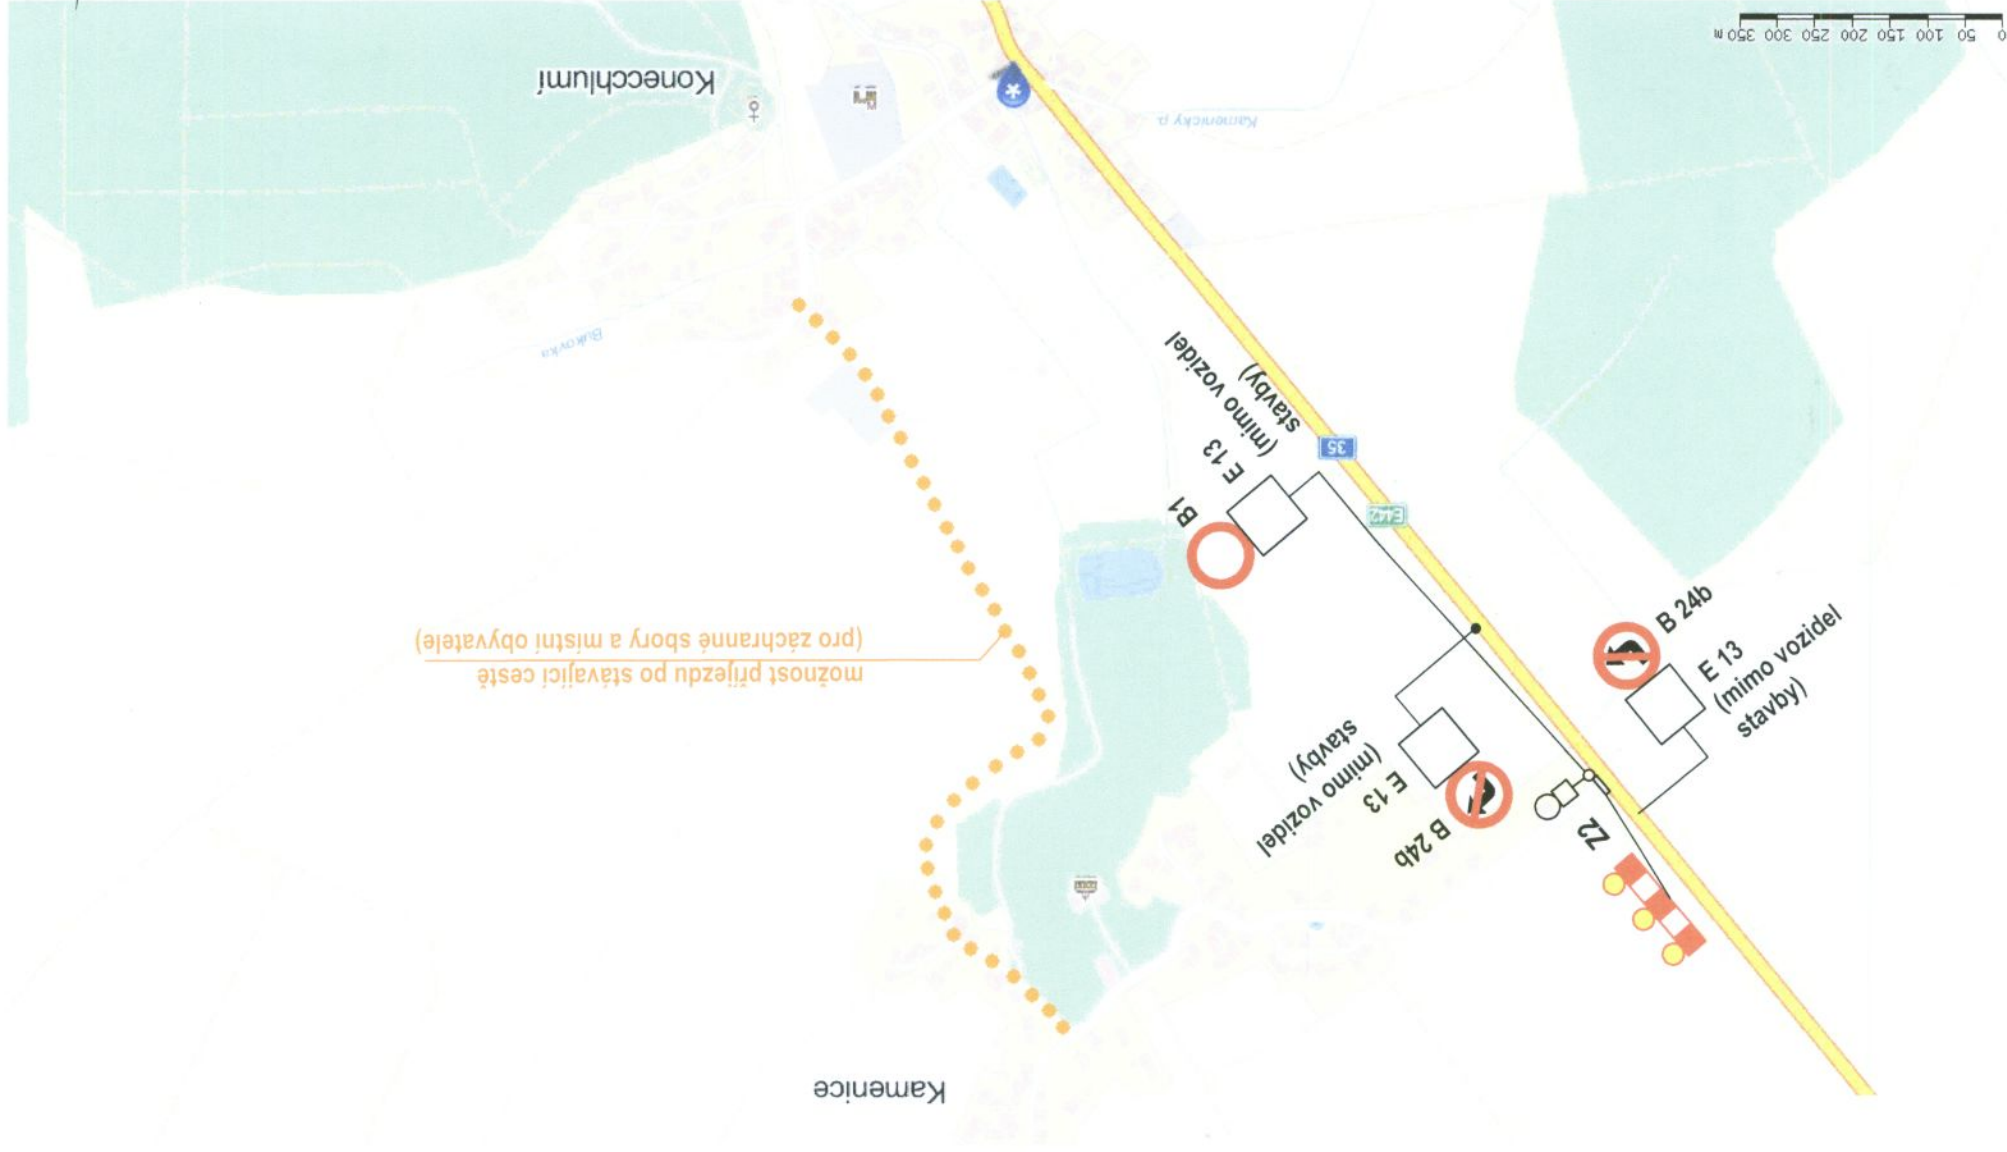 Kamenice
Z2
B 24b
E 13
(mimo vozidel
stavby)
E 13
(mimo vozidel
stavby)
B 24b
možnost příjezdu po stávající cestě
(pro záchranné sbory a místní obyvatele)
B1
E 13
(mimo vozidel
stavby)
E442
35
Bukovka
Kamenický p.
Konecchlumí
0 50 100 150 200 250 300 350 m